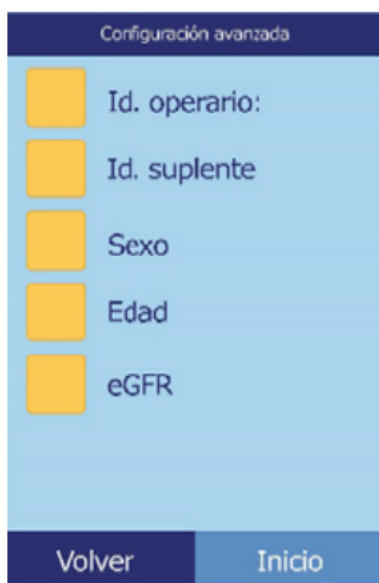 Configuración avanzada
Id. operario:
Id. suplente
Sexo
Edad
eGFR
Volver
Inicio